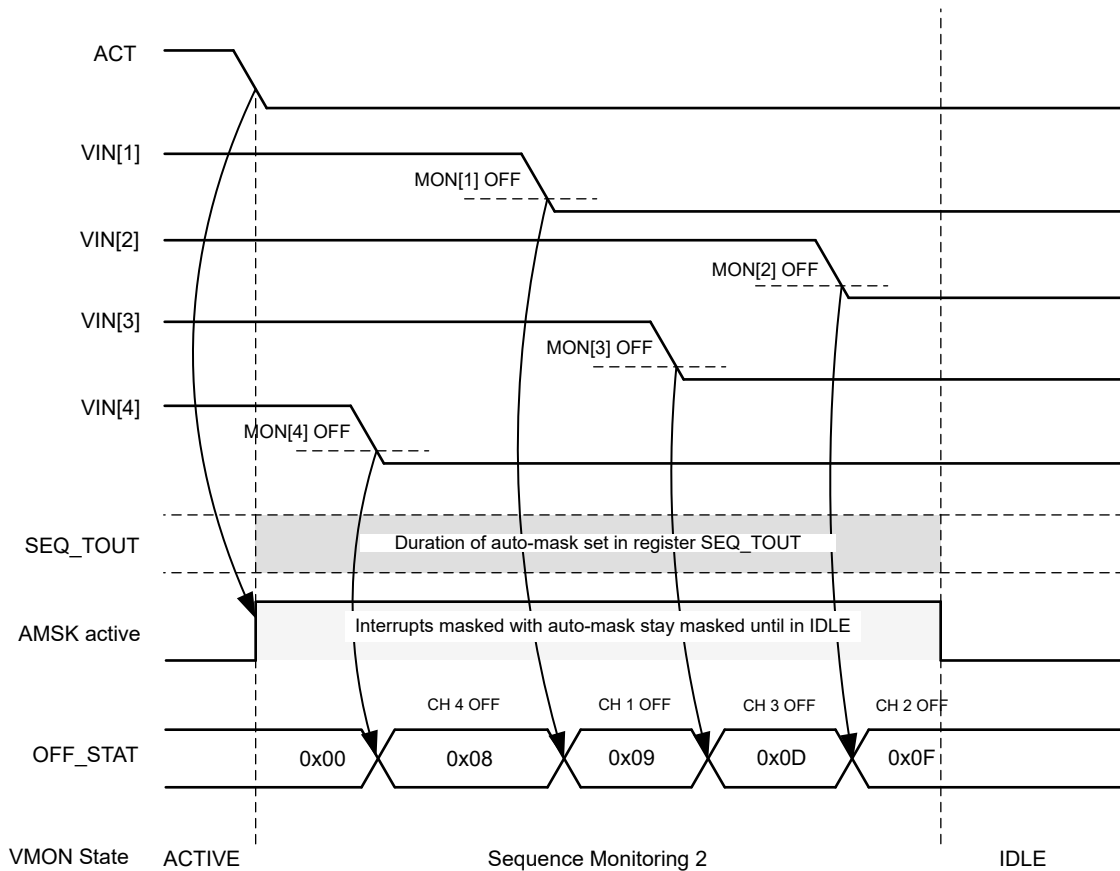 ACT
VIN[1]
MON[1] OFF
VIN[2]
MON[2] OFF
VIN[3]
MON[3] OFF
VIN[4]
MON[4] OFF
SEQ_TOUT
Duration of auto-mask set in register SEQ_TOUT
AMSK active
Interrupts masked with auto-mask stay masked until in IDLE
CH 4 OFF
CH 1 OFF
CH 3 OFF
CH 2 OFF
OFF_STAT
0x00
0x08
0x09
0x0D
0x0F
VMON State
ACTIVE
Sequence Monitoring 2
IDLE